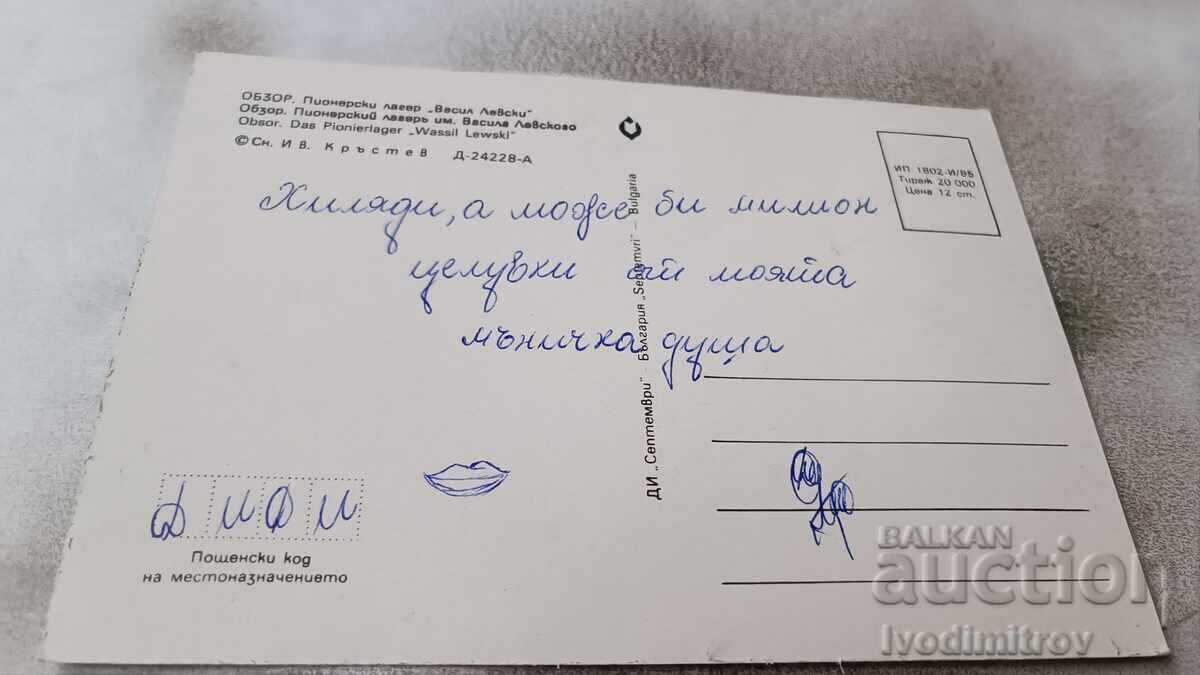 ОБЗОР. Пионерски лагер „Васил Левски“
Обзор. Пионерский лагерь им. Васила Левского
Obsor. Das Pionierlager „Wassil Lewski“
© Сн. Ив. Кръстев Д-24228-А
ИП 1802-И/85
Тираж 20 000
Цена 12 ст.
Хиляди, а може би милион
целувки от моята
мъничка душа
ДИ „Септември“ – България „Septemvri“ – Bulgaria
Диди
Пощенски код
на местоназначението
BALKAN
auction
Ivodimitrov